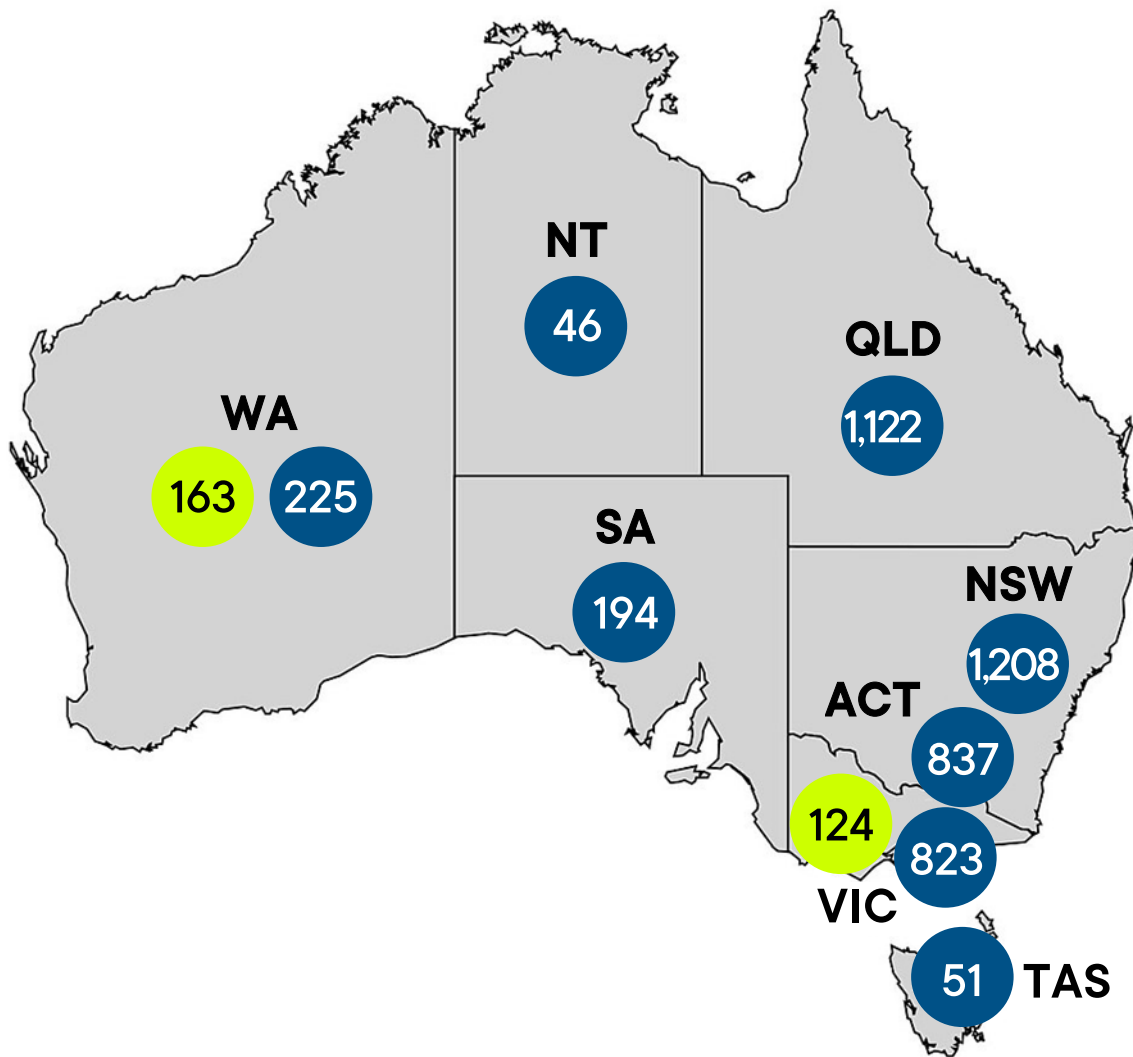 NT
46
QLD
1,122
WA
163 225
SA
194
NSW
1,208
ACT
837
124
823
VIC
51 TAS